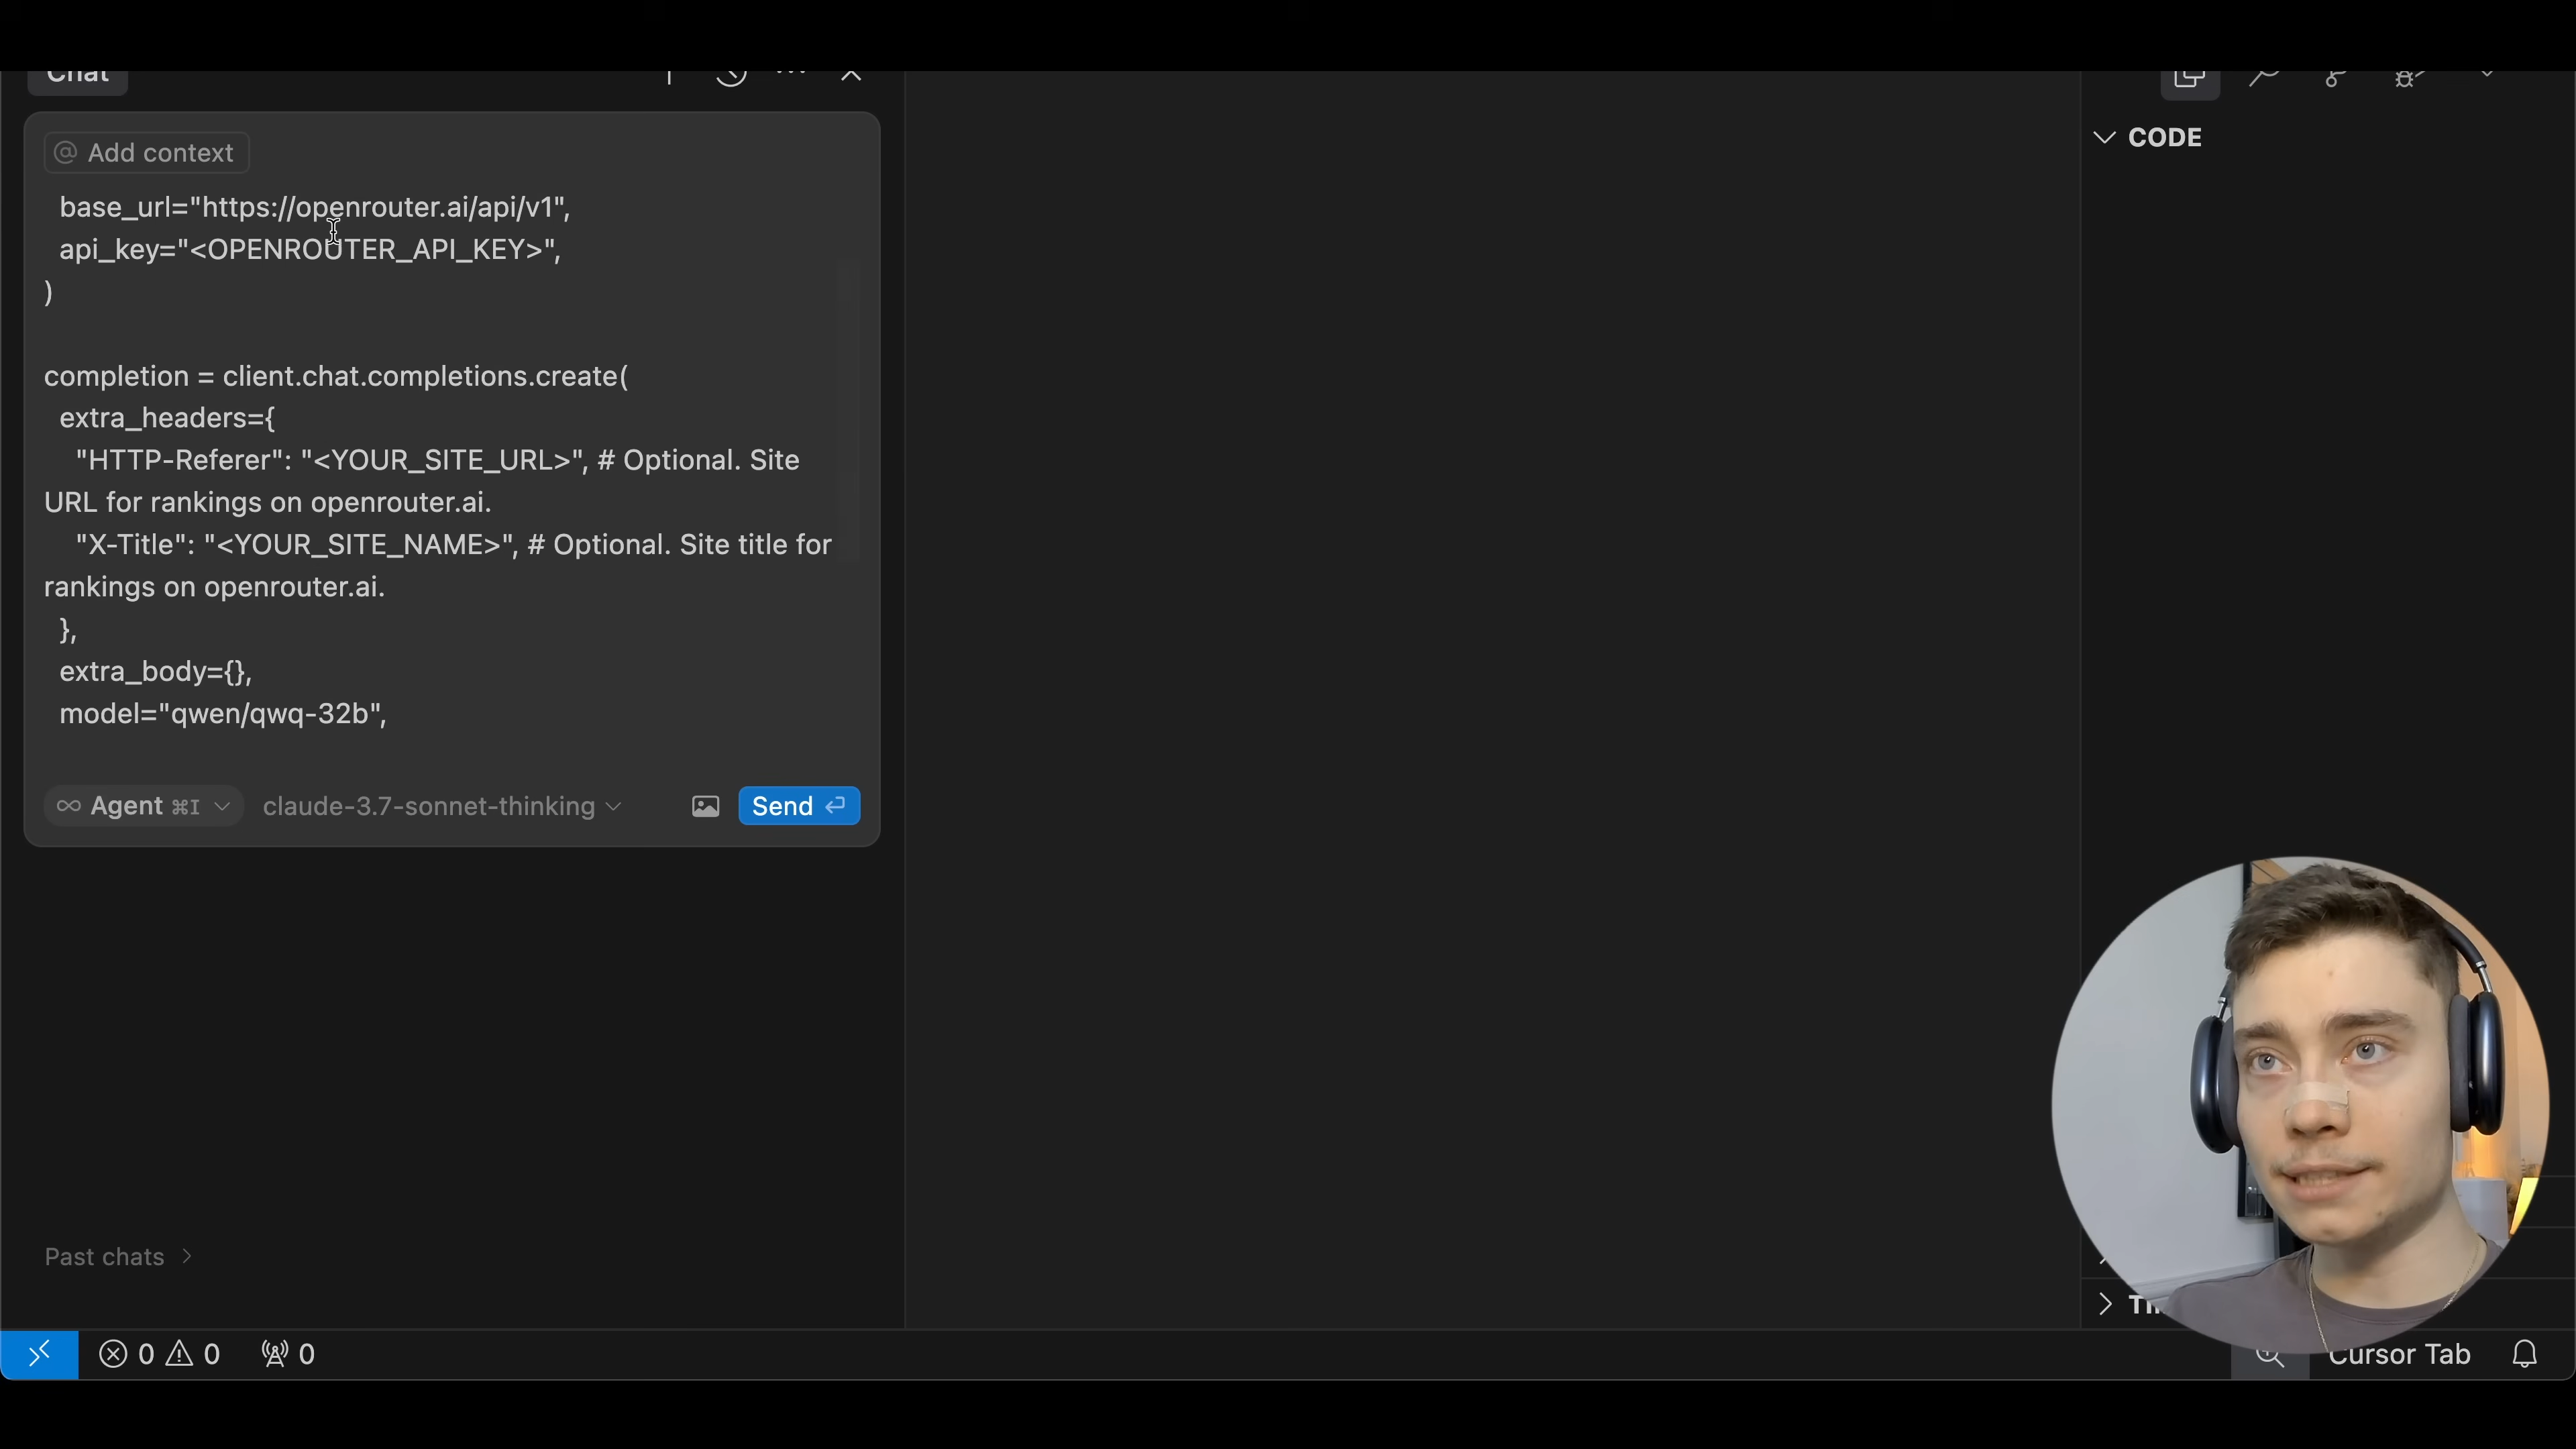 Chat
CODE
@ Add context
base_url="https://openrouter.ai/api/v1",
api_key="<OPENROUTER_API_KEY>",
)
completion = client.chat.completions.create(
extra_headers={
"HTTP-Referer": "<YOUR_SITE_URL>", # Optional. Site
URL for rankings on openrouter.ai.
"X-Title": "<YOUR_SITE_NAME>", # Optional. Site title for
rankings on openrouter.ai.
},
extra_body={},
model="qwen/qwq-32b",
Agent ⌘I
claude-3.7-sonnet-thinking
Send
Past chats
0 0 0
Cursor Tab